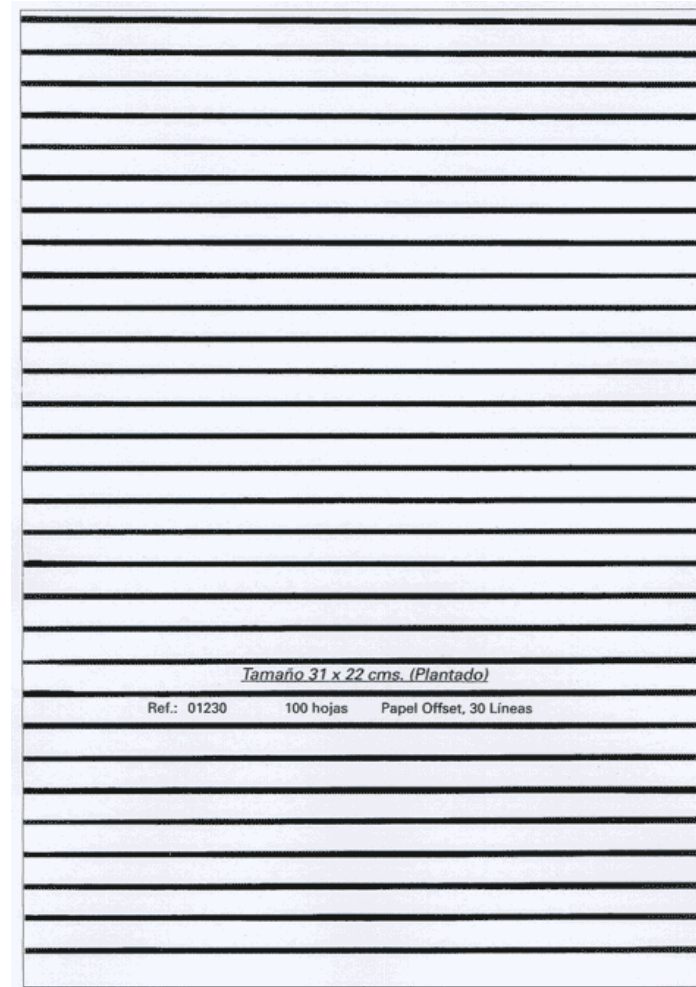 Tamaño 31 x 22 cms. (Plantado)
Ref.: 01230 100 hojas Papel Offset, 30 Líneas